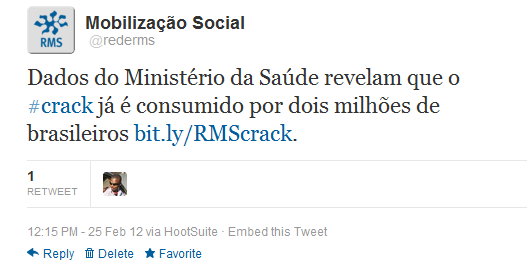 RMS
Mobilização Social
@rederms
Dados do Ministério da Saúde revelam que o
#crack já é consumido por dois milhões de
brasileiros bit.ly/RMScrack.
1
RETWEET
12:15 PM - 25 Feb 12 via HootSuite · Embed this Tweet
Reply Delete Favorite